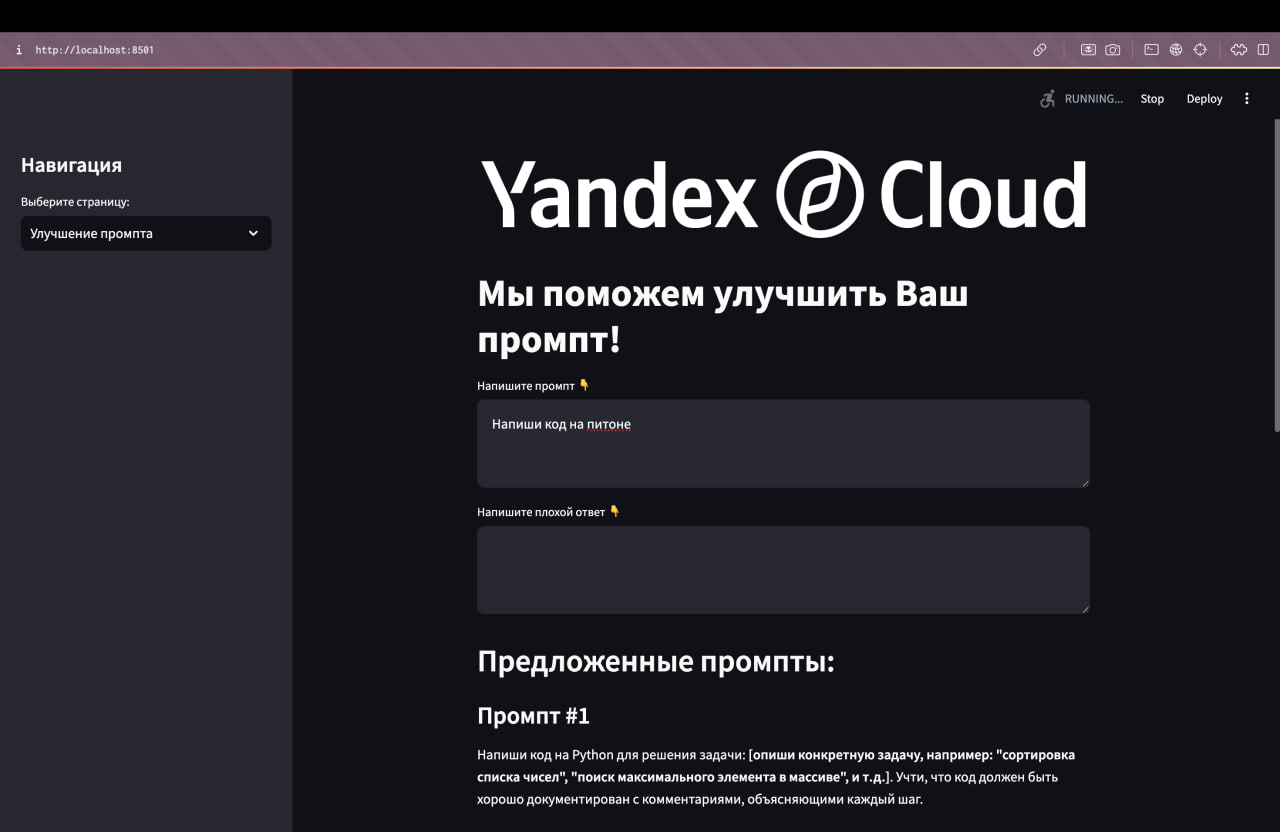 i http://localhost:8501
RUNNING... Stop Deploy
Навигация
Выберите страницу:
Улучшение промпта
Yandex Cloud
Мы поможем улучшить Ваш
промпт!
Напишите промпт 👇
Напиши код на питоне
Напишите плохой ответ 👇
Предложенные промпты:
Промпт #1
Напиши код на Python для решения задачи: [опиши конкретную задачу, например: "сортировка
списка чисел", "поиск максимального элемента в массиве", и т.д.]. Учти, что код должен быть
хорошо документирован с комментариями, объясняющими каждый шаг.